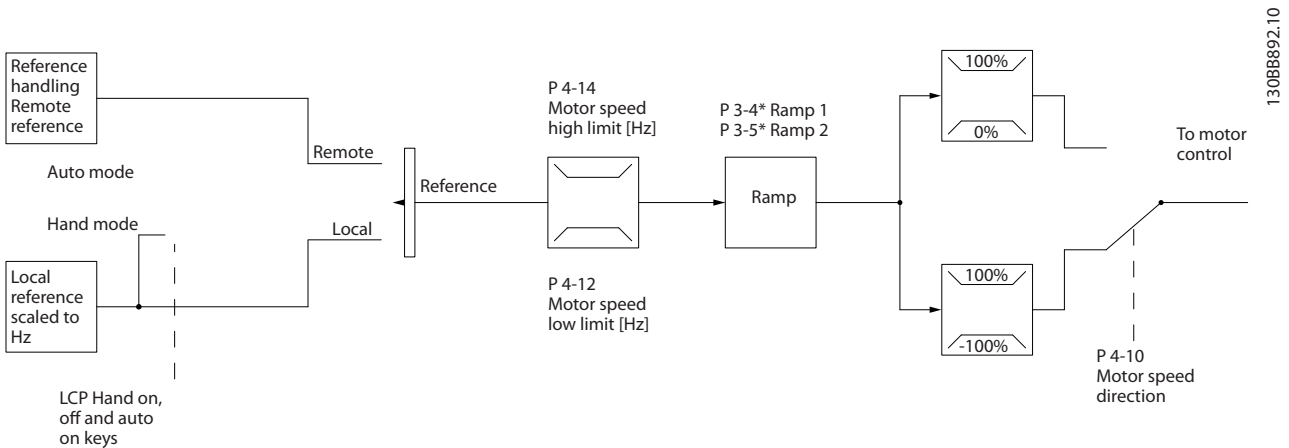 Reference
handling
Remote
reference
Auto mode
Hand mode
Local
reference
scaled to
Hz
LCP Hand on,
off and auto
on keys
Remote
Local
Reference
P 4-14
Motor speed
high limit [Hz]
P 4-12
Motor speed
low limit [Hz]
P 3-4* Ramp 1
P 3-5* Ramp 2
Ramp
100%
0%
100%
-100%
To motor
control
P 4-10
Motor speed
direction
130BB892.10